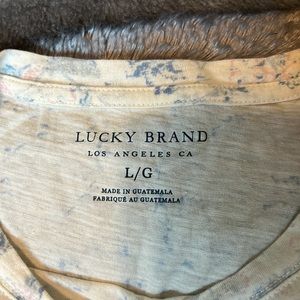 LUCKY BRAND
LOS ANGELES CA
L/G
MADE IN GUATEMALA
FABRIQUÉ AU GUATEMALA